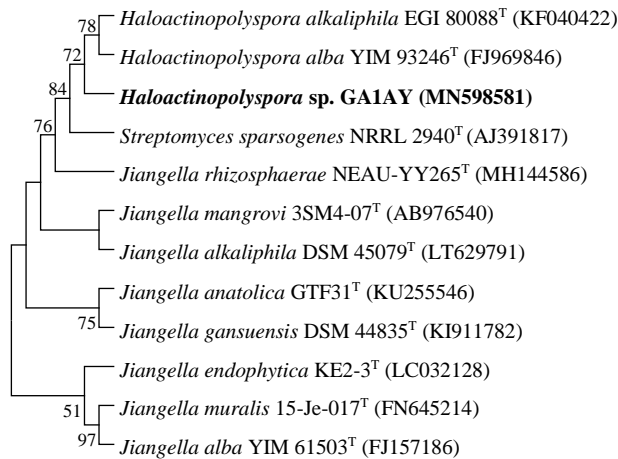 78
Haloactinopolyspora alkaliphila EGI 80088ᵀ (KF040422)
72
Haloactinopolyspora alba YIM 93246ᵀ (FJ969846)
84
Haloactinopolyspora sp. GA1AY (MN598581)
76
Streptomyces sparsogenes NRRL 2940ᵀ (AJ391817)
Jiangella rhizosphaerae NEAU-YY265ᵀ (MH144586)
Jiangella mangrovi 3SM4-07ᵀ (AB976540)
Jiangella alkaliphila DSM 45079ᵀ (LT629791)
Jiangella anatolica GTF31ᵀ (KU255546)
75
Jiangella gansuensis DSM 44835ᵀ (KI911782)
Jiangella endophytica KE2-3ᵀ (LC032128)
51
Jiangella muralis 15-Je-017ᵀ (FN645214)
97
Jiangella alba YIM 61503ᵀ (FJ157186)